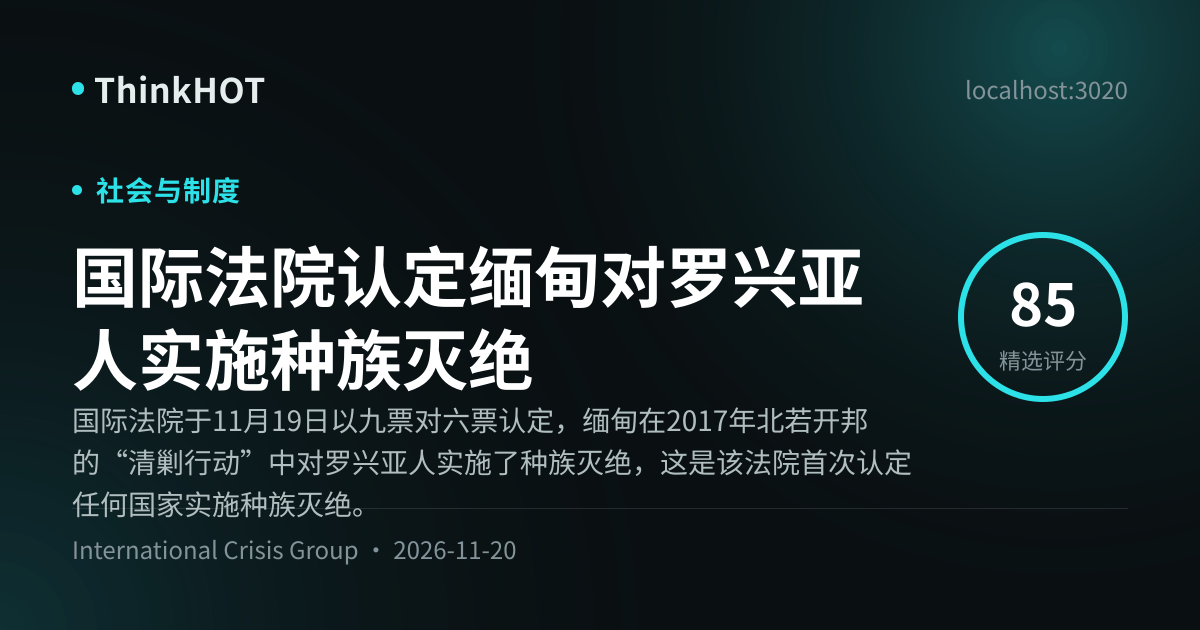 ThinkHOT
localhost:3020
社会与制度
国际法院认定缅甸对罗兴亚
人实施种族灭绝
85
精选评分
国际法院于11月19日以九票对六票认定，缅甸在2017年北若开邦
的“清剿行动”中对罗兴亚人实施了种族灭绝，这是该法院首次认定
任何国家实施种族灭绝。
International Crisis Group · 2026-11-20